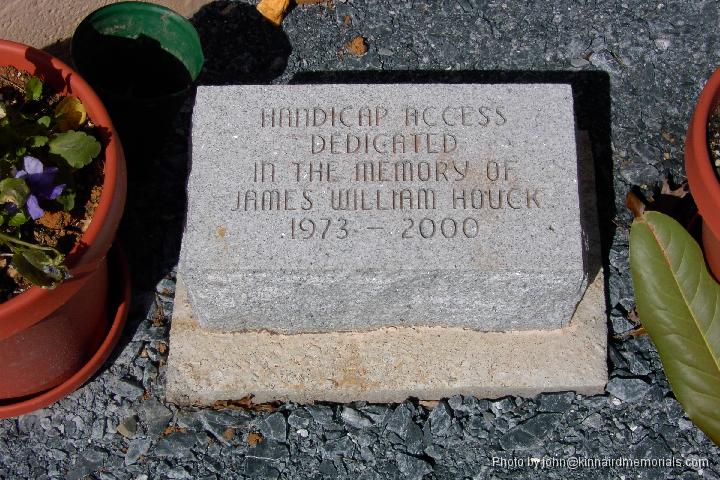 HANDICAP ACCESS
DEDICATED
IN THE MEMORY OF
JAMES WILLIAM HOUCK
1973 – 2000
Photo by john@kinnairdmemorials.com